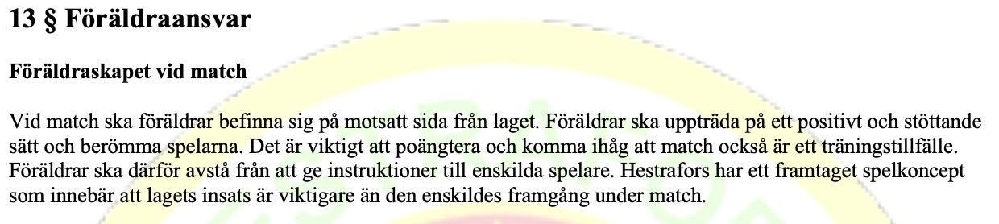 13 § Föräldraansvar
Föräldraskapet vid match
Vid match ska föräldrar befinna sig på motsatt sida från laget. Föräldrar ska uppträda på ett positivt och stöttande
sätt och berömma spelarna. Det är viktigt att poängtera och komma ihåg att match också är ett träningstillfälle.
Föräldrar ska därför avstå från att ge instruktioner till enskilda spelare. Hestrafors har ett framtaget spelkoncept
som innebär att lagets insats är viktigare än den enskildes framgång under match.